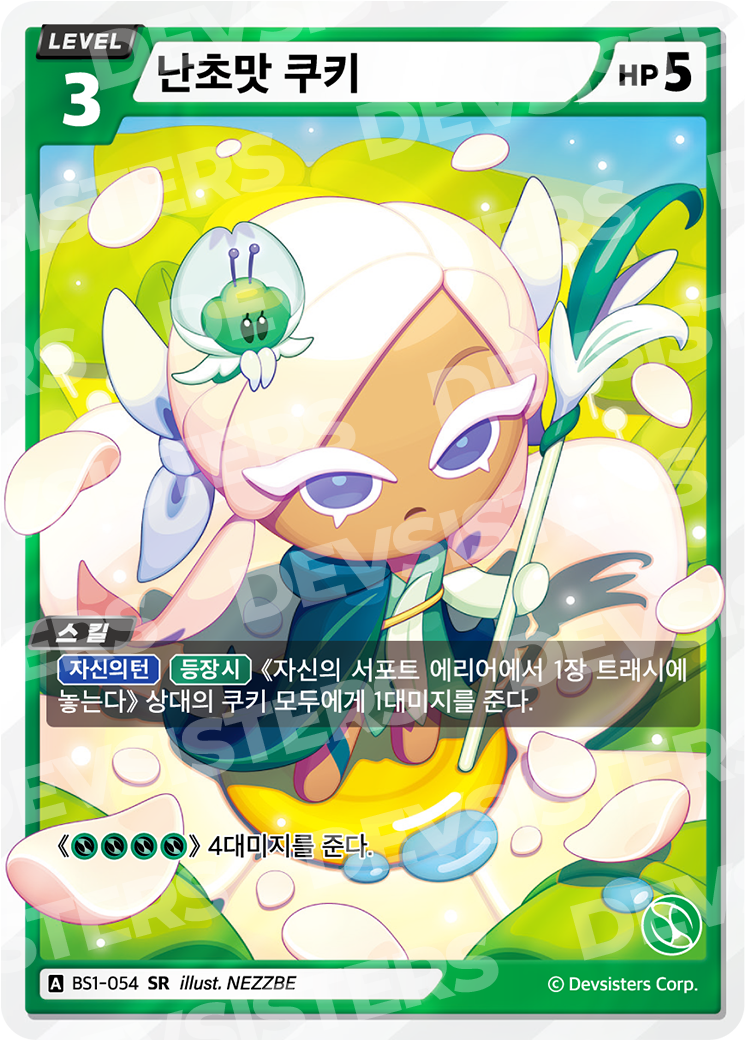 LEVEL
3
난초맛 쿠키
HP 5
스킬
자신의턴 등장시 《자신의 서포트 에리어에서 1장 트래시에
놓는다》 상대의 쿠키 모두에게 1대미지를 준다.
《》 4대미지를 준다.
A BS1-054 SR illust. NEZZBE
© Devsisters Corp.
DEVSISTERS